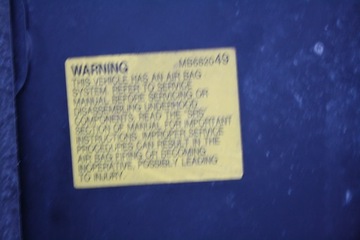 WARNING MB682049
THIS VEHICLE HAS AN AIR BAG
SYSTEM. REFER TO SERVICE
MANUAL BEFORE SERVICING OR
DISASSEMBLING UNDERHOOD
COMPONENTS. READ THE "SRS"
SECTION OF MANUAL FOR IMPORTANT
INSTRUCTIONS. IMPROPER SERVICE
PROCEDURES CAN RESULT IN THE
AIR BAG FIRING OR BECOMING
INOPERATIVE, POSSIBLY LEADING
TO INJURY.